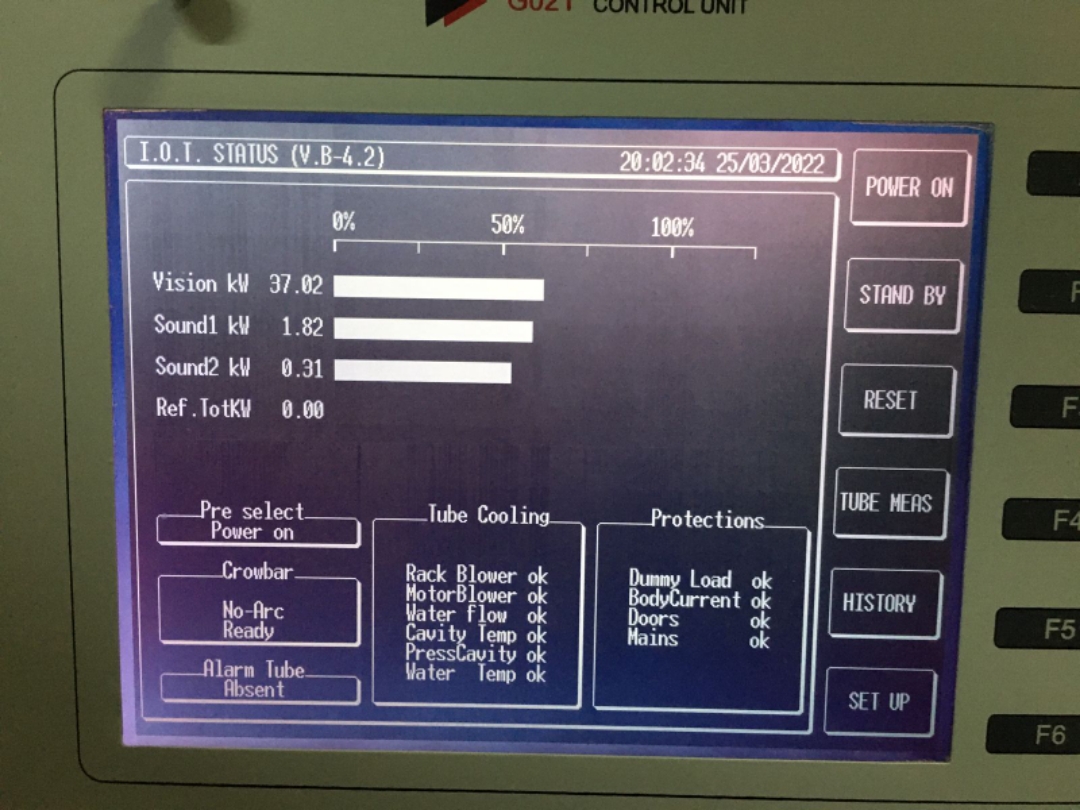 G021 CONTROL UNIT
I.O.T. STATUS (V.B-4.2) 20:02:34 25/03/2022
0% 50% 100%
Vision kW 37.02
Sound1 kW 1.82
Sound2 kW 0.31
Ref.TotKW 0.00
Pre select
Power on
Crowbar
No-Arc
Ready
Alarm Tube
Absent
Tube Cooling
Rack Blower ok
MotorBlower ok
Water flow ok
Cavity Temp ok
PressCavity ok
Water Temp ok
Protections
Dummy Load ok
BodyCurrent ok
Doors ok
Mains ok
POWER ON
STAND BY
RESET
TUBE MEAS
HISTORY
SET UP
F4
F5
F6